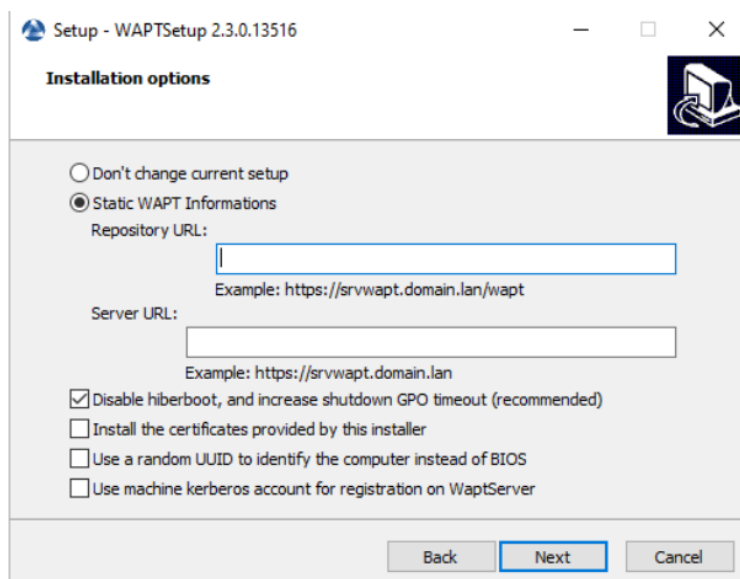 Setup - WAPTSetup 2.3.0.13516
Installation options
Don't change current setup
Static WAPT Informations
Repository URL:
Example: https://srvwapt.domain.lan/wapt
Server URL:
Example: https://srvwapt.domain.lan
Disable hiberboot, and increase shutdown GPO timeout (recommended)
Install the certificates provided by this installer
Use a random UUID to identify the computer instead of BIOS
Use machine kerberos account for registration on WaptServer
Back Next Cancel